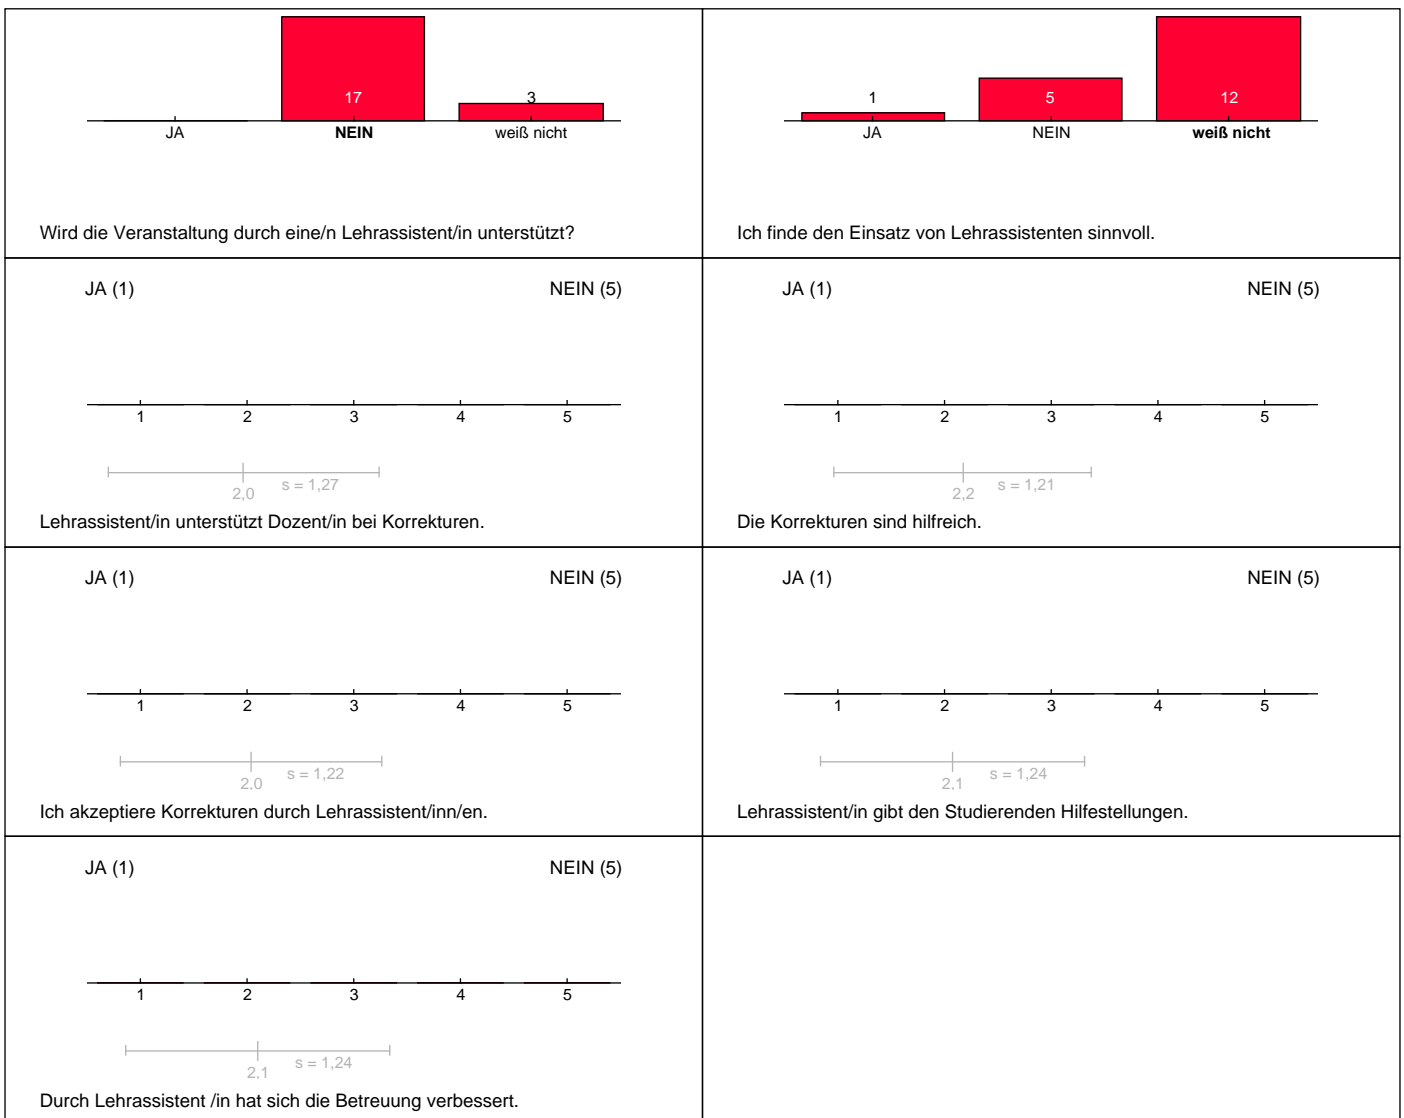 17
3
JA
NEIN
weiß nicht
Wird die Veranstaltung durch eine/n Lehrassistent/in unterstützt?
1
5
12
JA
NEIN
weiß nicht
Ich finde den Einsatz von Lehrassistenten sinnvoll.
JA (1)
NEIN (5)
1 2 3 4 5
2,0
s = 1,27
Lehrassistent/in unterstützt Dozent/in bei Korrekturen.
JA (1)
NEIN (5)
1 2 3 4 5
2,2
s = 1,21
Die Korrekturen sind hilfreich.
JA (1)
NEIN (5)
1 2 3 4 5
2,0
s = 1,22
Ich akzeptiere Korrekturen durch Lehrassistent/inn/en.
JA (1)
NEIN (5)
1 2 3 4 5
2,1
s = 1,24
Lehrassistent/in gibt den Studierenden Hilfestellungen.
JA (1)
NEIN (5)
1 2 3 4 5
2,1
s = 1,24
Durch Lehrassistent /in hat sich die Betreuung verbessert.